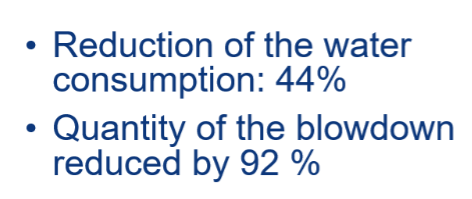 • Reduction of the water
consumption: 44%
• Quantity of the blowdown
reduced by 92 %